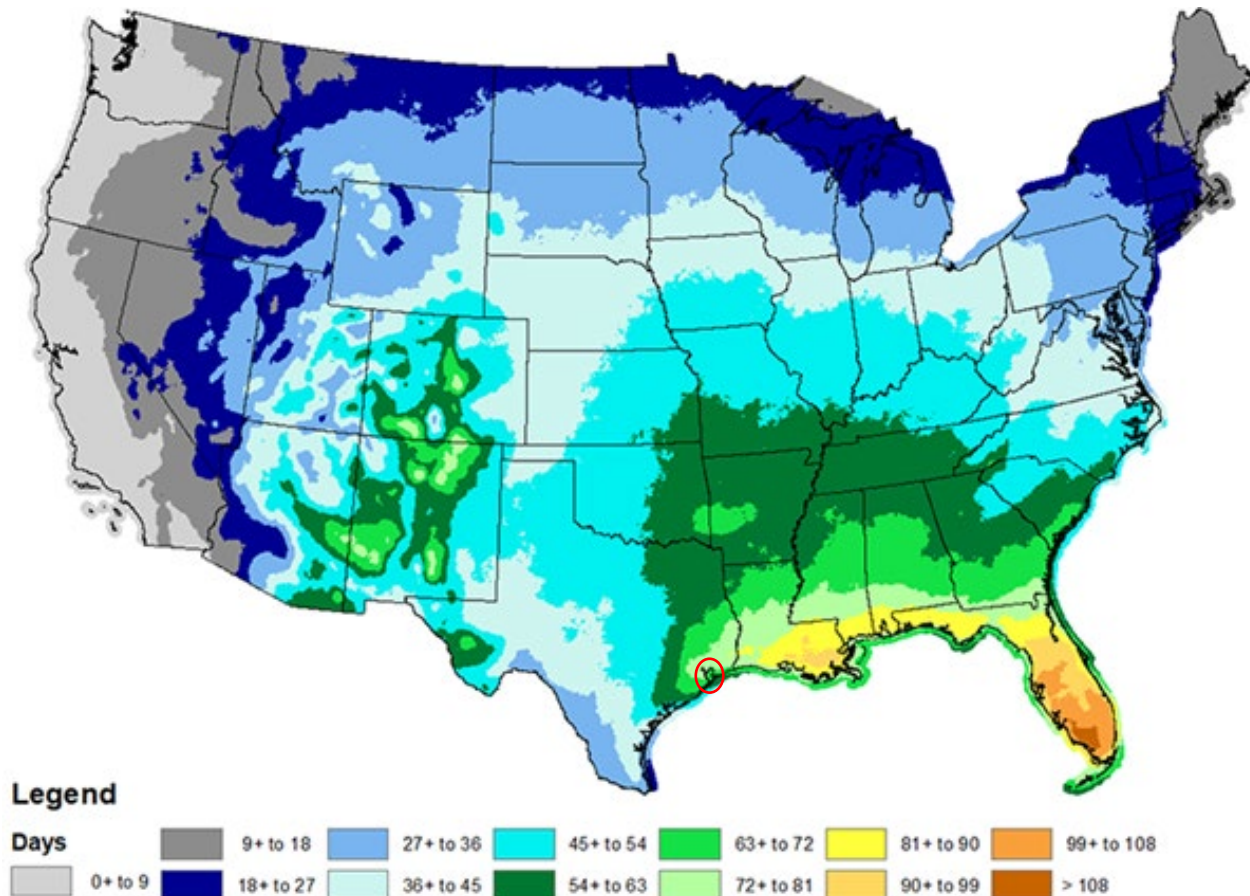 Legend
Days
9+ to 18
27+ to 36
45+ to 54
63+ to 72
81+ to 90
99+ to 108
0+ to 9
18+ to 27
36+ to 45
54+ to 63
72+ to 81
90+ to 99
> 108